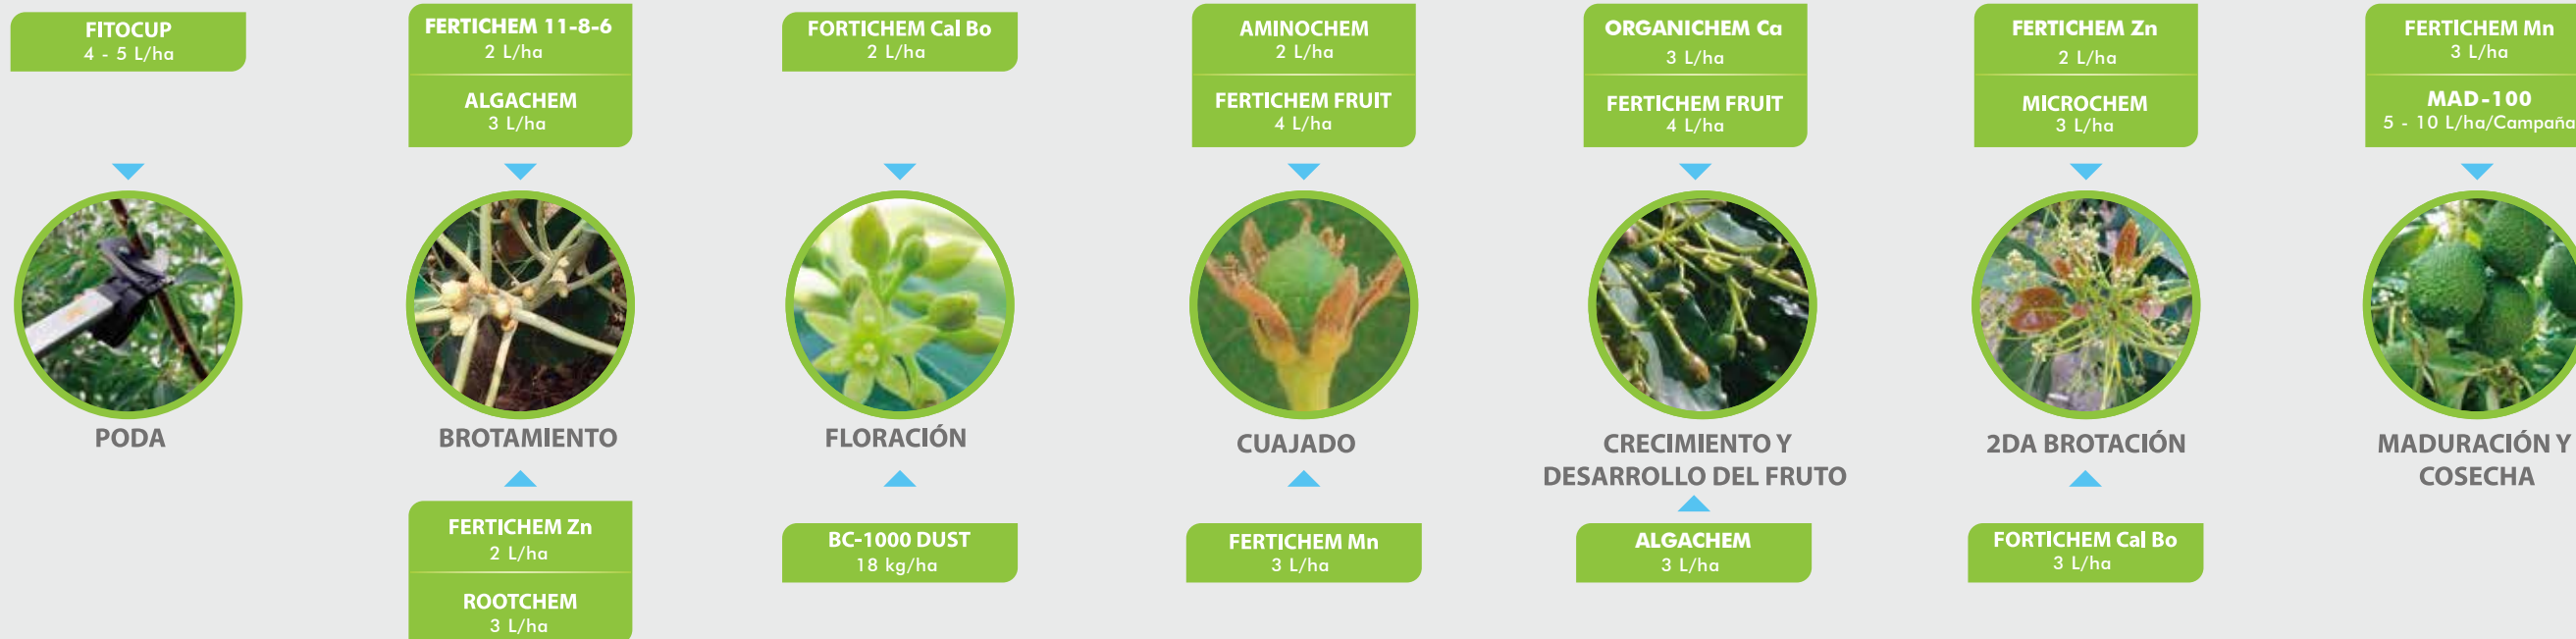 FITOCUP
4 - 5 L/ha
PODA
FERTICHEM 11-8-6
2 L/ha
ALGACHEM
3 L/ha
BROTAMIENTO
FERTICHEM Zn
2 L/ha
ROOTCHEM
3 L/ha
FORTICHEM Cal Bo
2 L/ha
FLORACIÓN
BC-1000 DUST
18 kg/ha
AMINOCHEM
2 L/ha
FERTICHEM FRUIT
4 L/ha
CUAJADO
FERTICHEM Mn
3 L/ha
ORGANICHEM Ca
3 L/ha
FERTICHEM FRUIT
4 L/ha
CRECIMIENTO Y
DESARROLLO DEL FRUTO
ALGACHEM
3 L/ha
FERTICHEM Zn
2 L/ha
MICROCHEM
3 L/ha
2DA BROTACIÓN
FORTICHEM Cal Bo
3 L/ha
FERTICHEM Mn
3 L/ha
MAD-100
5 - 10 L/ha/Campaña
MADURACIÓN Y
COSECHA